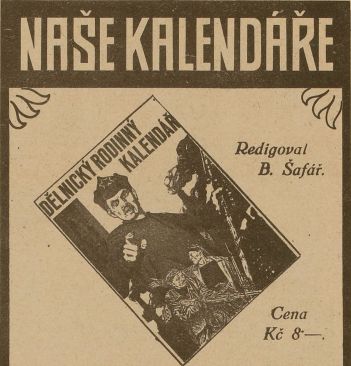 NAŠE KALENDÁŘE
DĚLNICKÝ RODINNÝ
KALENDÁŘ
Redigoval
B. Šafář.
Cena
Kč 8·—.